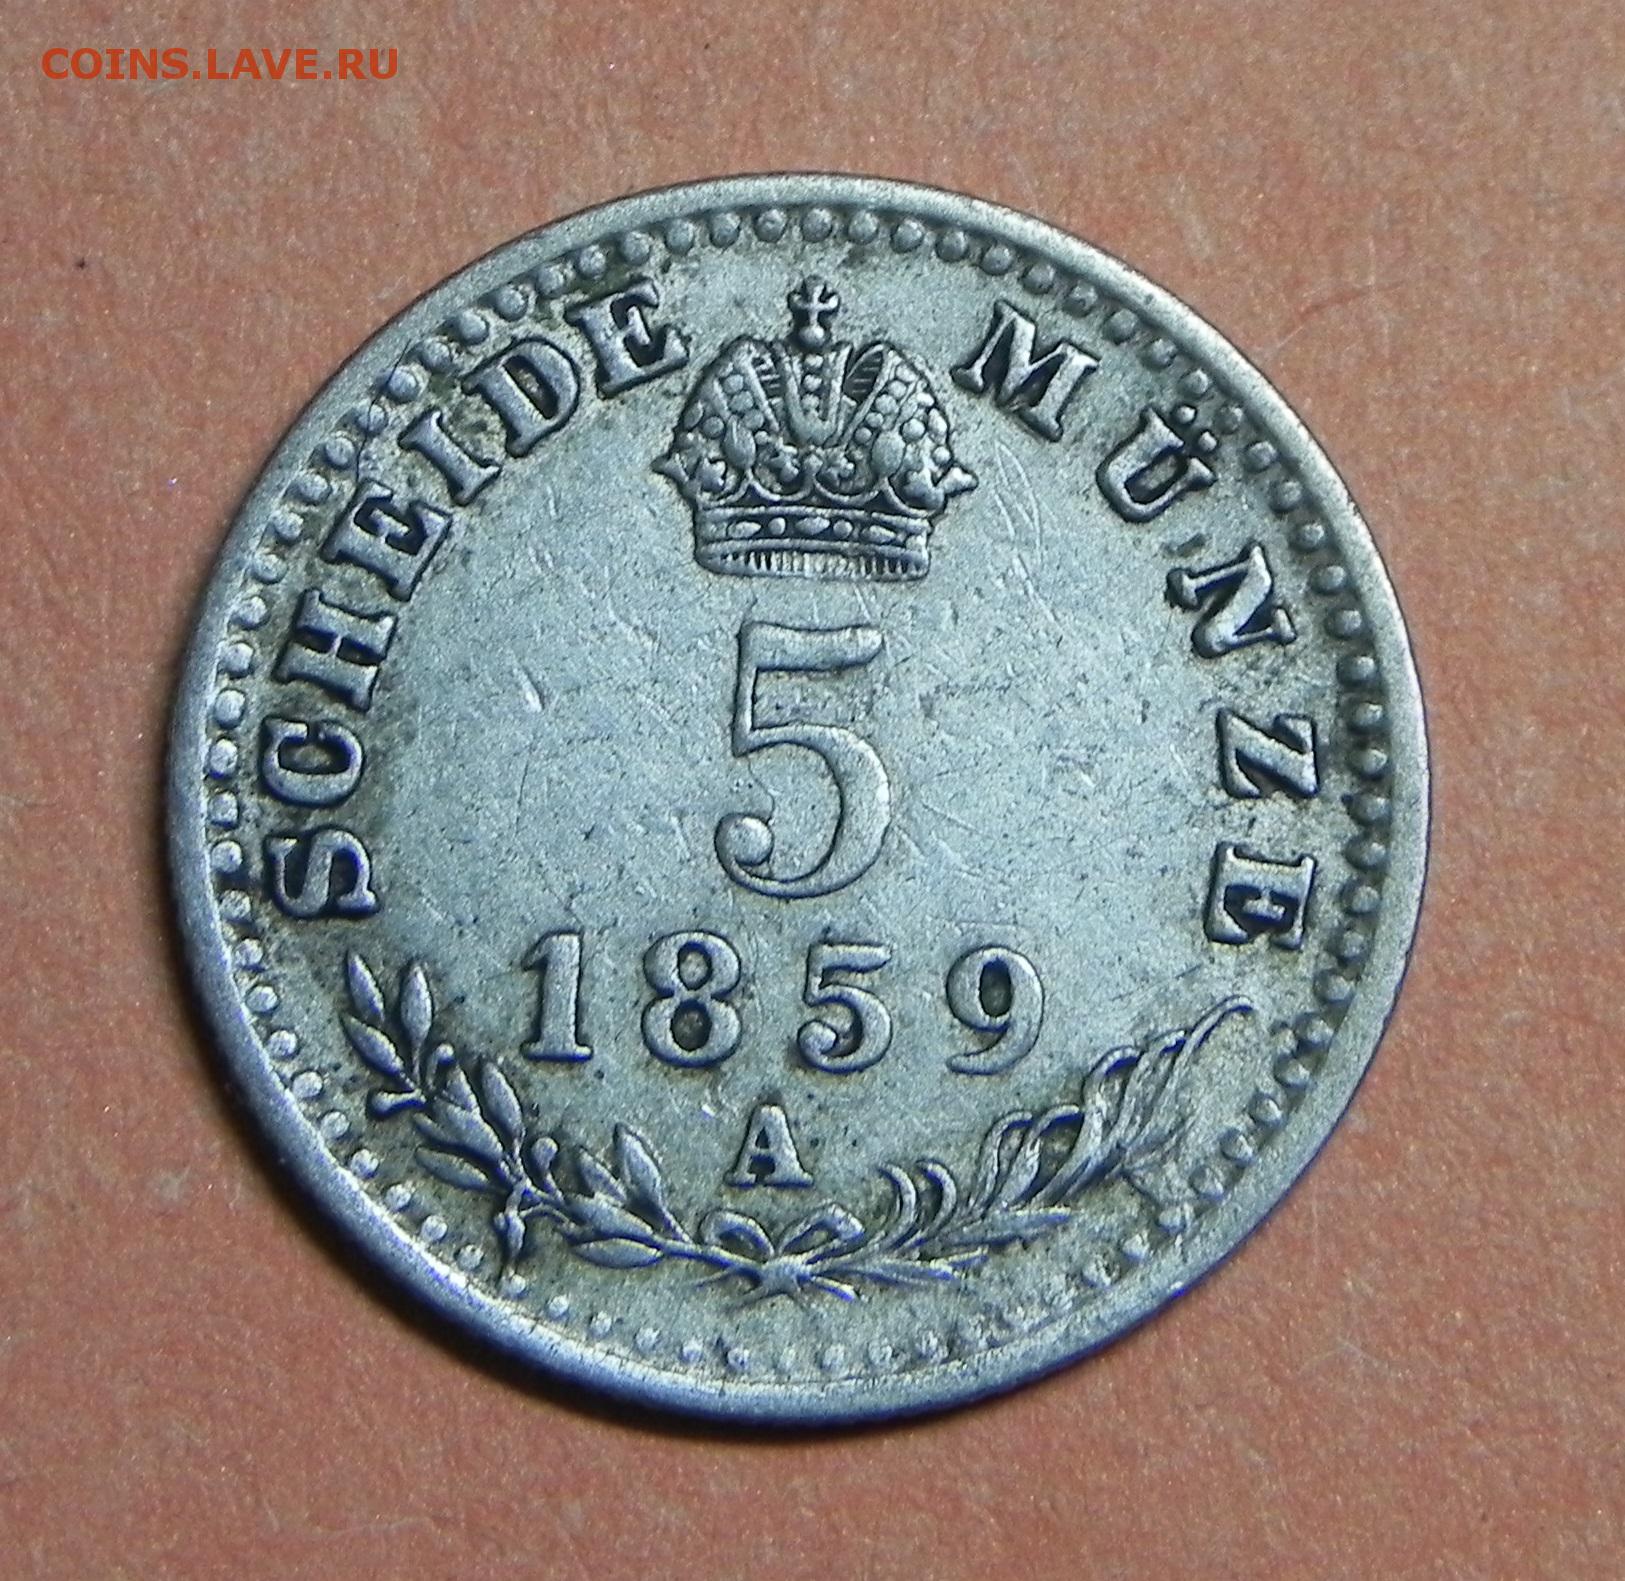 COINS.LAVE.RU
SCHEIDE MÜNZE
5
1859
A